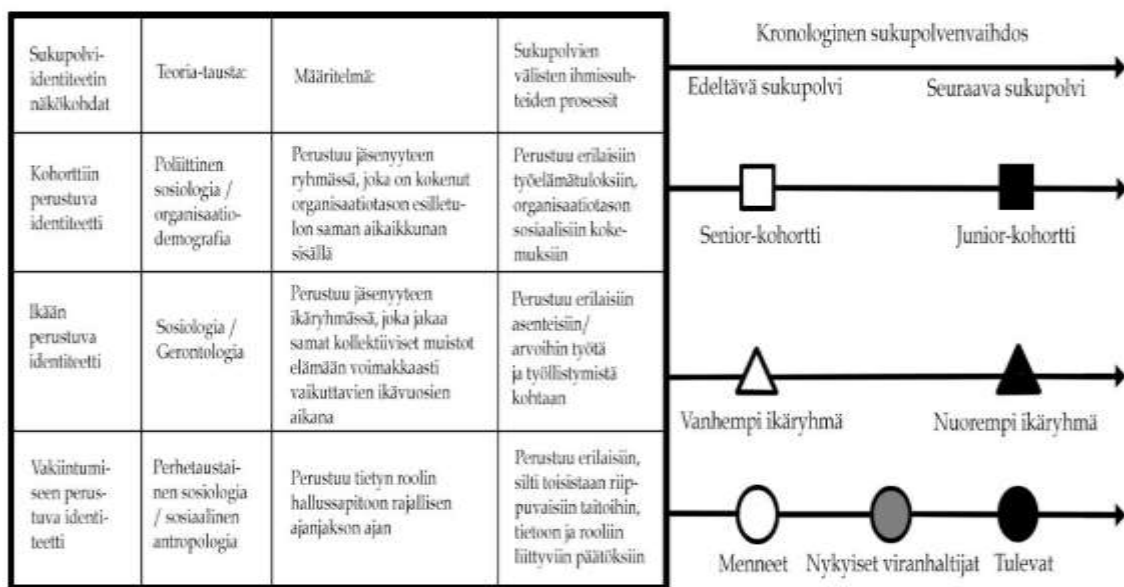 Sukupolvi-
identiteetin
näkökohdat
Teoria-tausta:
Määritelmä:
Sukupolvien
välisten ihmissuh-
teiden prosessit
Kronologinen sukupolvenvaihdos
Edeltävä sukupolvi
Seuraava sukupolvi
Kohorttiin
perustuva
identiteetti
Poliittinen
sosiologia /
organisaatio-
demografia
Perustuu jäsenyyteen
ryhmässä, joka on kokenut
organisaatiotason esilletu-
lon saman aikaikkunan
sisällä
Perustuu erilaisiin
työelämätuloksiin,
organisaatiotason
sosiaalisiin koke-
muksiin
Senior-kohortti
Junior-kohortti
Ikään
perustuva
identiteetti
Sosiologia /
Gerontologia
Perustuu jäsenyyteen
ikäryhmässä, joka jakaa
samat kollektiiviset muistot
elämään voimakkaasti
vaikuttavien ikävuosien
aikana
Perustuu erilaisiin
asenteisiin/
arvoihin työtä
ja työllistymistä
kohtaan
Vanhempi ikäryhmä
Nuorempi ikäryhmä
Vakiintumi-
seen perus-
tuva identi-
teetti
Perhetaustai-
nen sosiologia
/ sosiaalinen
antropologia
Perustuu tietyn roolin
hallussapitoon rajallisen
ajanjakson ajan
Perustuu erilaisiin,
silti toisistaan riip-
puvaisiin taitoihin,
tietoon ja rooliin
liittyviin päätöksiin
Menneet
Nykyiset viranhaltijat
Tulevat